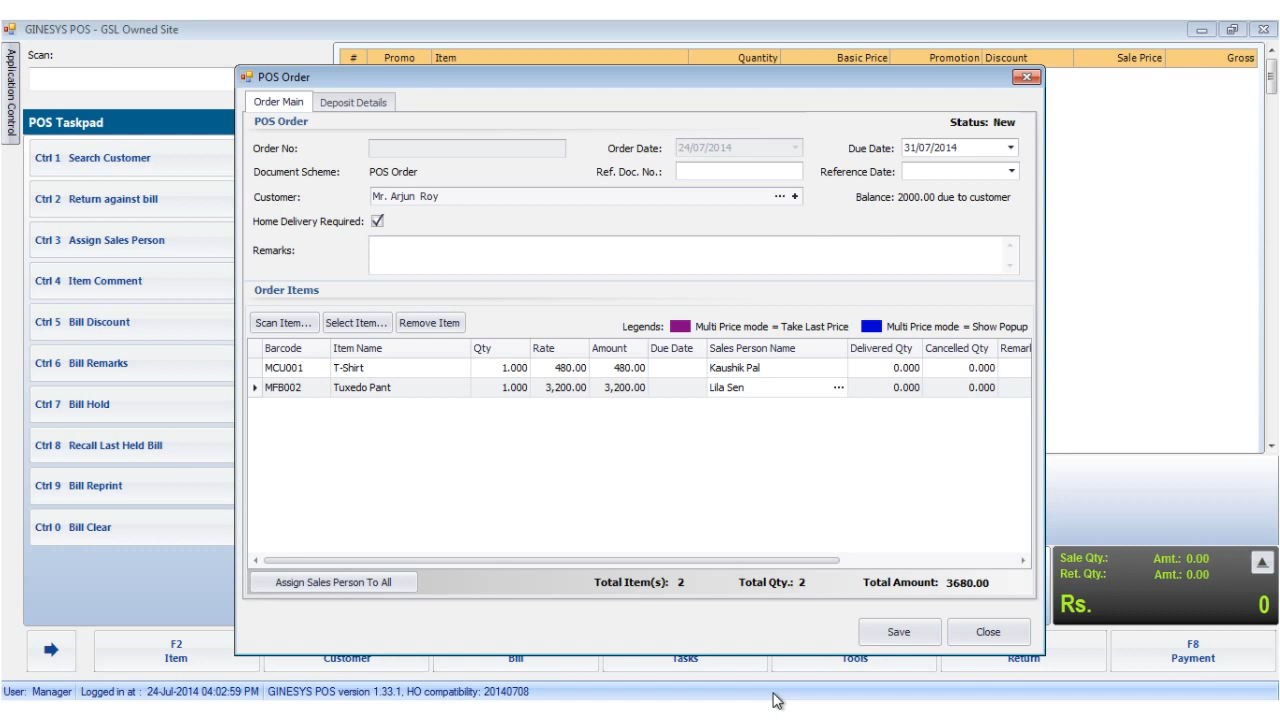 GINESYS POS - GSL Owned Site
Application Control
Scan:
# Promo Item Quantity Basic Price Promotion Discount Sale Price Gross
POS Taskpad
Ctrl 1 Search Customer
Ctrl 2 Return against bill
Ctrl 3 Assign Sales Person
Ctrl 4 Item Comment
Ctrl 5 Bill Discount
Ctrl 6 Bill Remarks
Ctrl 7 Bill Hold
Ctrl 8 Recall Last Held Bill
Ctrl 9 Bill Reprint
Ctrl 0 Bill Clear
POS Order
Order Main Deposit Details
POS Order Status: New
Order No: Order Date: 24/07/2014 Due Date: 31/07/2014
Document Scheme: POS Order Ref. Doc. No.: Reference Date:
Customer: Mr. Arjun Roy ... + Balance: 2000.00 due to customer
Home Delivery Required:
Remarks:
Order Items
Scan Item... Select Item... Remove Item Legends: Multi Price mode = Take Last Price Multi Price mode = Show Popup
Barcode Item Name Qty Rate Amount Due Date Sales Person Name Delivered Qty Cancelled Qty Remarl
MCU001 T-Shirt 1.000 480.00 480.00 Kaushik Pal 0.000 0.000
MFB002 Tuxedo Pant 1.000 3,200.00 3,200.00 Lila Sen ... 0.000 0.000
Assign Sales Person To All Total Item(s): 2 Total Qty.: 2 Total Amount: 3680.00
Save Close
Sale Qty.: Amt.: 0.00
Ret. Qty.: Amt.: 0.00
Rs. 0
F2
Item Customer Bill Tasks Tools Return
F8
Payment
User: Manager Logged in at : 24-Jul-2014 04:02:59 PM GINESYS POS version 1.33.1, HO compatibility: 20140708